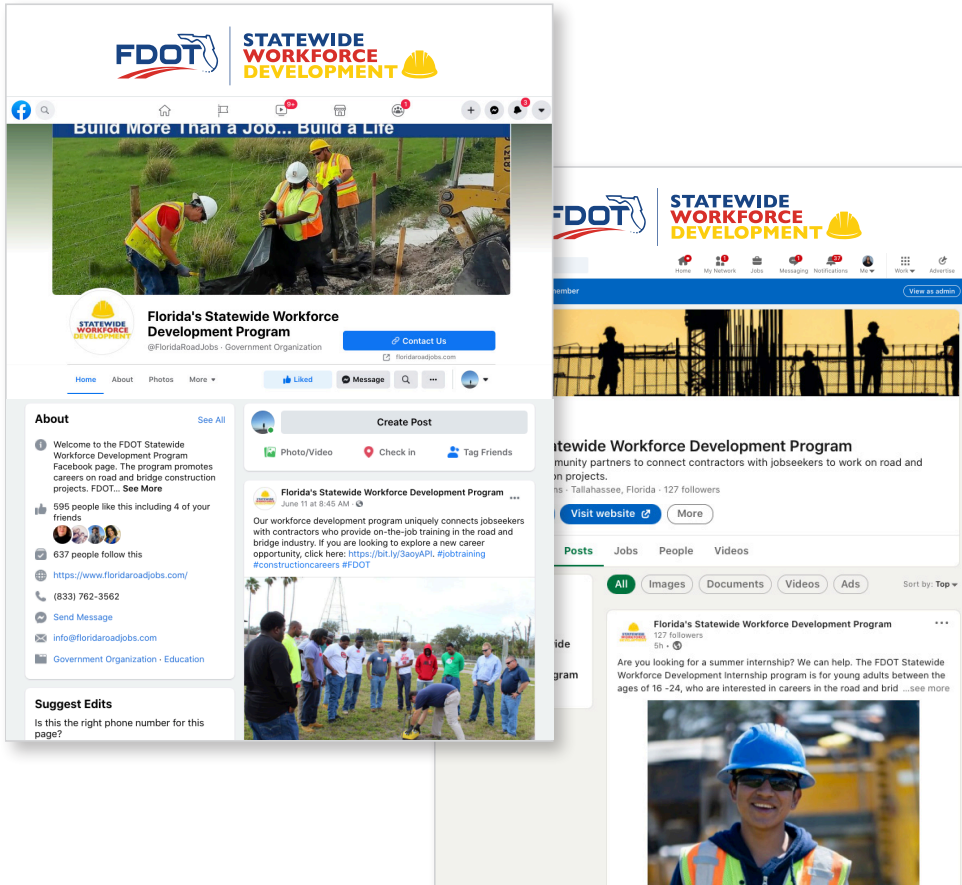 FDOT
STATEWIDE
WORKFORCE
DEVELOPMENT
9+
1
3
Build More Than a Job... Build a Life
(813)
STATEWIDE
WORKFORCE
DEVELOPMENT
Florida's Statewide Workforce
Development Program
@FloridaRoadJobs · Government Organization
Contact Us
floridaroadjobs.com
Home
About
Photos
More
Liked
Message
About
See All
Welcome to the FDOT Statewide
Workforce Development Program
Facebook page. The program promotes
careers on road and bridge construction
projects. FDOT... See More
595 people like this including 4 of your
friends
637 people follow this
https://www.floridaroadjobs.com/
(833) 762-3562
Send Message
info@floridaroadjobs.com
Government Organization · Education
Suggest Edits
Is this the right phone number for this
page?
Create Post
Photo/Video
Check in
Tag Friends
Florida's Statewide Workforce Development Program
June 11 at 8:45 AM ·
Our workforce development program uniquely connects jobseekers
with contractors who provide on-the-job training in the road and
bridge industry. If you are looking to explore a new career
opportunity, click here: https://bit.ly/3aoyAPI. #jobtraining
#constructioncareers #FDOT
FDOT
STATEWIDE
WORKFORCE
DEVELOPMENT
Home
My Network
Jobs
Messaging
Notifications
Me
Work
Advertise
ember
View as admin
atewide Workforce Development Program
munity partners to connect contractors with jobseekers to work on road and
on projects.
ns · Tallahassee, Florida · 127 followers
Visit website
More
Posts
Jobs
People
Videos
All
Images
Documents
Videos
Ads
Sort by: Top
ide
gram
Florida's Statewide Workforce Development Program
127 followers
5h ·
Are you looking for a summer internship? We can help. The FDOT Statewide
Workforce Development Internship program is for young adults between the
ages of 16 -24, who are interested in careers in the road and brid ...see more